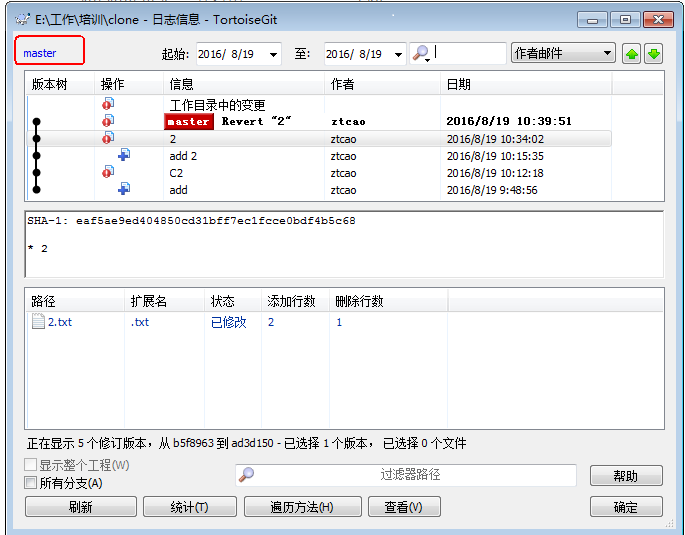 E:\工作\培训\clone - 日志信息 - TortoiseGit
master 起始: 2016/ 8/19 至: 2016/ 8/19 作者邮件
版本树 操作 信息 作者 日期
工作目录中的变更
master Revert "2" ztcao 2016/8/19 10:39:51
2 ztcao 2016/8/19 10:34:02
add 2 ztcao 2016/8/19 10:15:35
C2 ztcao 2016/8/19 10:12:18
add ztcao 2016/8/19 9:48:56
SHA-1: eaf5ae9ed404850cd31bff7ec1fcce0bdf4b5c68
* 2
路径 扩展名 状态 添加行数 删除行数
2.txt .txt 已修改 2 1
正在显示 5 个修订版本，从 b5f8963 到 ad3d150 - 已选择 1 个版本， 已选择 0 个文件
显示整个工程(W)
过滤器路径 帮助
所有分支(A)
刷新 统计(T) 遍历方法(H) 查看(V) 确定